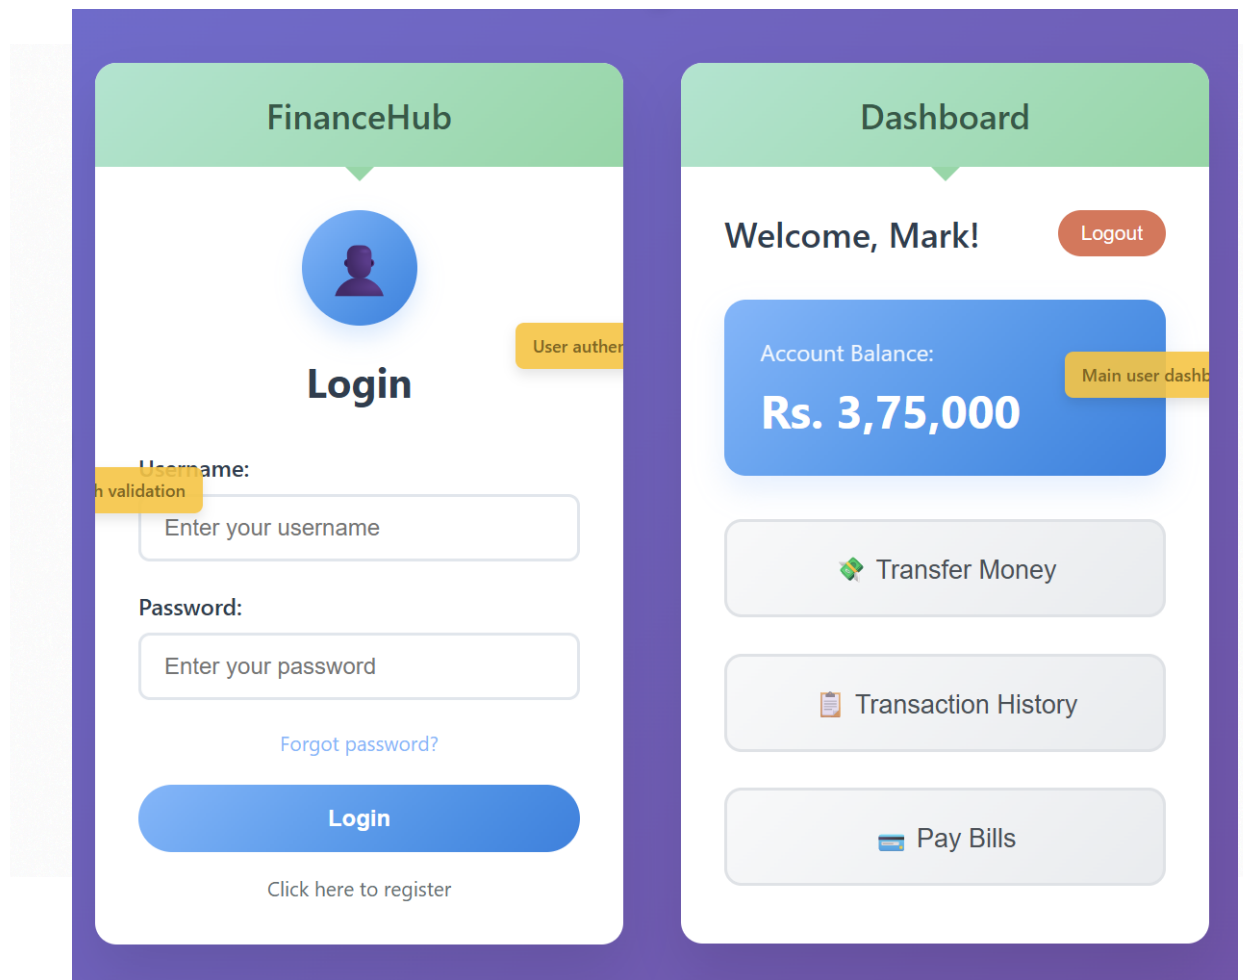 FinanceHub
Login
User auther
Username:
h validation
Enter your username
Password:
Enter your password
Forgot password?
Login
Click here to register
Dashboard
Welcome, Mark!
Logout
Account Balance:
Rs. 3,75,000
Main user dashb
Transfer Money
Transaction History
Pay Bills